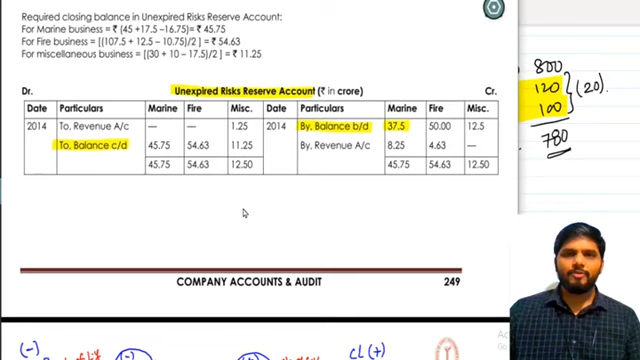 Required closing balance in Unexpired Risks Reserve Account:
For Marine business = ₹ (45 +17.5 –16.75)= ₹ 45.75
For Fire business = [(107.5 + 12.5 – 10.75)/2] = ₹ 54.63
For miscellaneous business = [(30 + 10 – 17.5)/2] = ₹ 11.25
Unexpired Risks Reserve Account (₹ in crore)
Dr. Cr.
Date Particulars Marine Fire Misc. Date Particulars Marine Fire Misc.
2014 To, Revenue A/c — — 1.25 2014 By, Balance b/d 37.5 50.00 12.5
To, Balance c/d 45.75 54.63 11.25 By, Revenue A/c 8.25 4.63 —
45.75 54.63 12.50 45.75 54.63 12.50
COMPANY ACCOUNTS & AUDIT 249
800
120
100
(20)
780
(-)
(-)
CL (+)